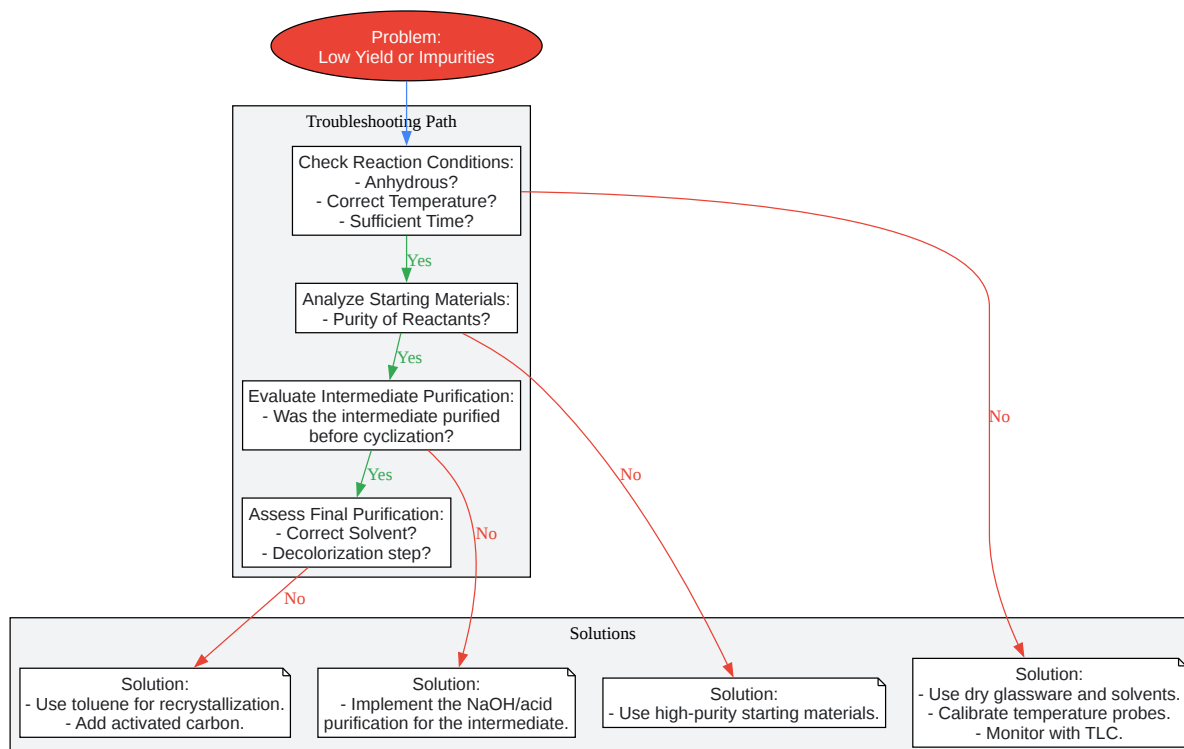 Problem:
Low Yield or Impurities
Troubleshooting Path
Check Reaction Conditions:
- Anhydrous?
- Correct Temperature?
- Sufficient Time?
Yes
Analyze Starting Materials:
- Purity of Reactants?
Yes
Evaluate Intermediate Purification:
- Was the intermediate purified
before cyclization?
No
No
Yes
Assess Final Purification:
- Correct Solvent?
- Decolorization step?
No
No
Solutions
Solution:
- Use toluene for recrystallization.
- Add activated carbon.
Solution:
- Implement the NaOH/acid
purification for the intermediate.
Solution:
- Use high-purity starting materials.
Solution:
- Use dry glassware and solvents.
- Calibrate temperature probes.
- Monitor with TLC.